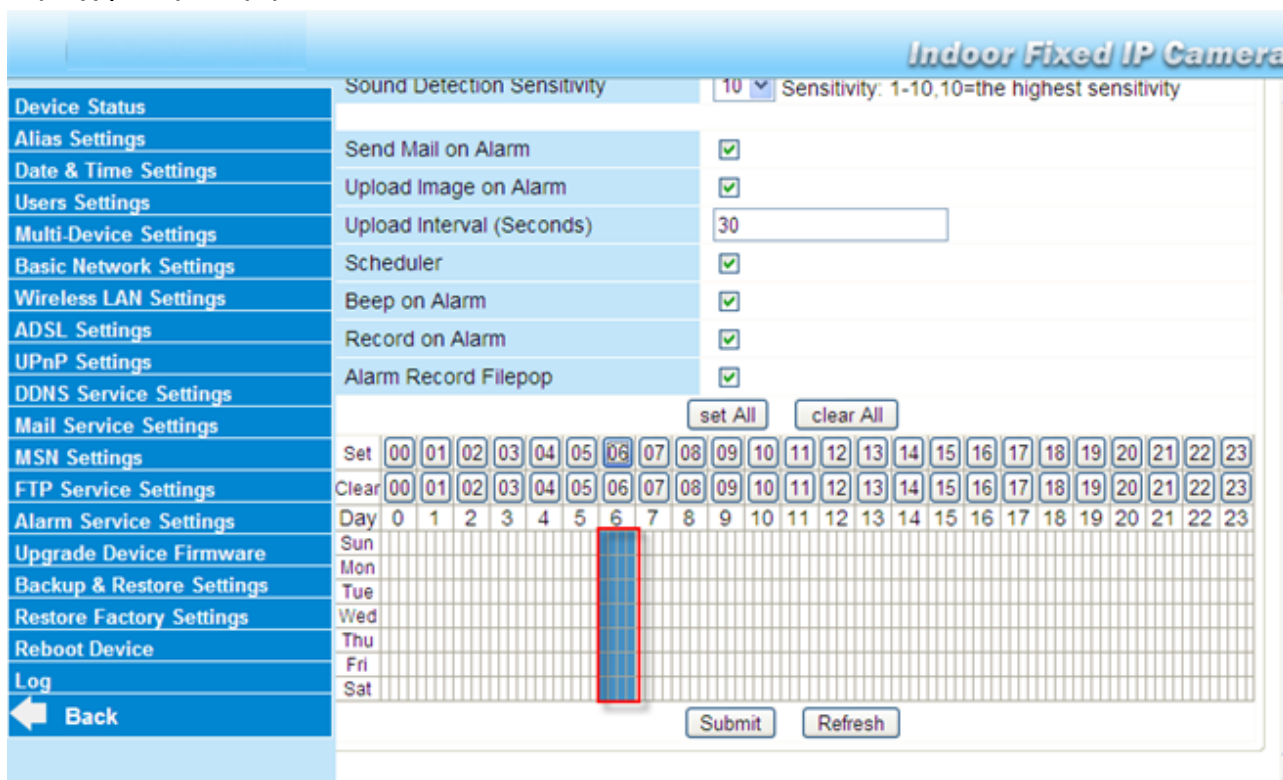 Indoor Fixed IP Camera
Device Status
Alias Settings
Date & Time Settings
Users Settings
Multi-Device Settings
Basic Network Settings
Wireless LAN Settings
ADSL Settings
UPnP Settings
DDNS Service Settings
Mail Service Settings
MSN Settings
FTP Service Settings
Alarm Service Settings
Upgrade Device Firmware
Backup & Restore Settings
Restore Factory Settings
Reboot Device
Log
Back
Sound Detection Sensitivity 10 Sensitivity: 1-10,10=the highest sensitivity
Send Mail on Alarm
Upload Image on Alarm
Upload Interval (Seconds) 30
Scheduler
Beep on Alarm
Record on Alarm
Alarm Record Filepop
set All clear All
Set 00 01 02 03 04 05 06 07 08 09 10 11 12 13 14 15 16 17 18 19 20 21 22 23
Clear 00 01 02 03 04 05 06 07 08 09 10 11 12 13 14 15 16 17 18 19 20 21 22 23
Day 0 1 2 3 4 5 6 7 8 9 10 11 12 13 14 15 16 17 18 19 20 21 22 23
Sun
Mon
Tue
Wed
Thu
Fri
Sat
Submit Refresh